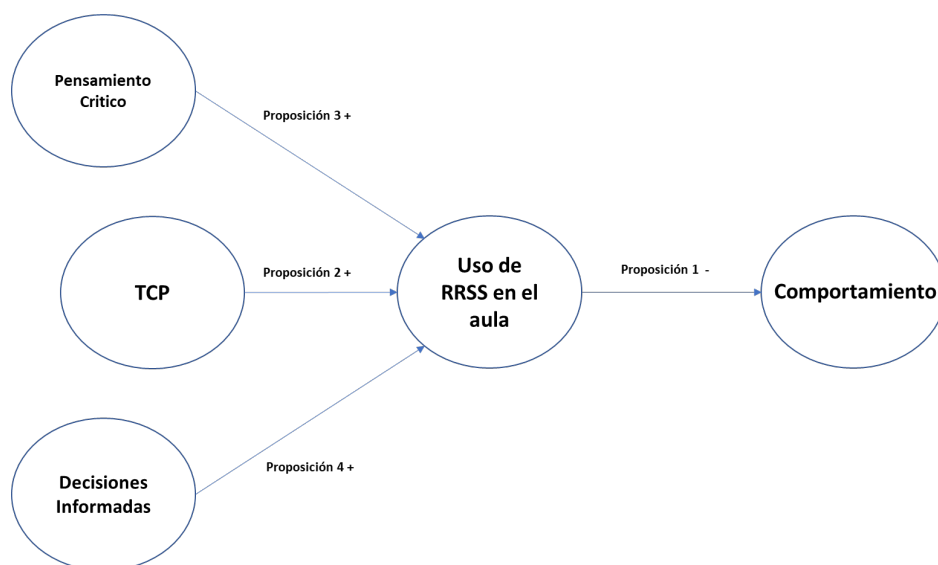 Pensamiento
Critico
Proposición 3 +
TCP
Proposición 2 +
Uso de
RRSS en el
aula
Proposición 1 -
Comportamiento
Decisiones
Informadas
Proposición 4 +